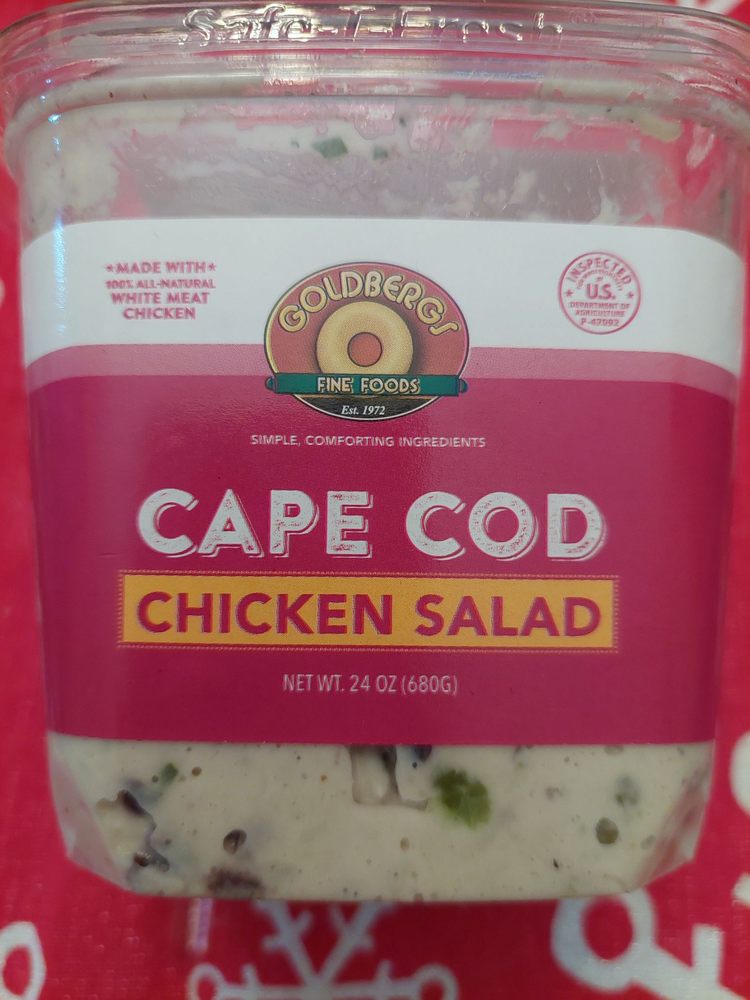 Safe-T-Fresh®
★MADE WITH★
100% ALL-NATURAL
WHITE MEAT
CHICKEN
GOLDBERGS
FINE FOODS
Est. 1972
INSPECTED
U.S.
DEPARTMENT OF
AGRICULTURE
P-47092
SIMPLE, COMFORTING INGREDIENTS
CAPE COD
CHICKEN SALAD
NET WT. 24 OZ (680G)